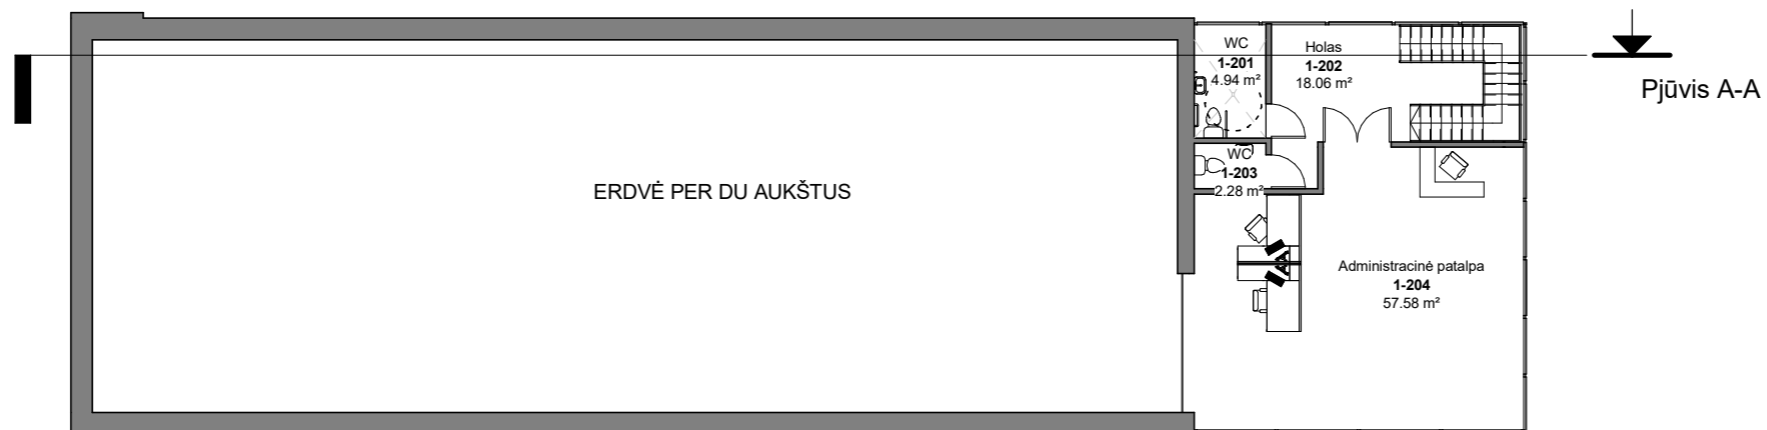 WC
1-201
4.94 m²
Holas
1-202
18.06 m²
Pjūvis A-A
WC
1-203
2.28 m²
ERDVĖ PER DU AUKŠTUS
Administracinė patalpa
1-204
57.58 m²